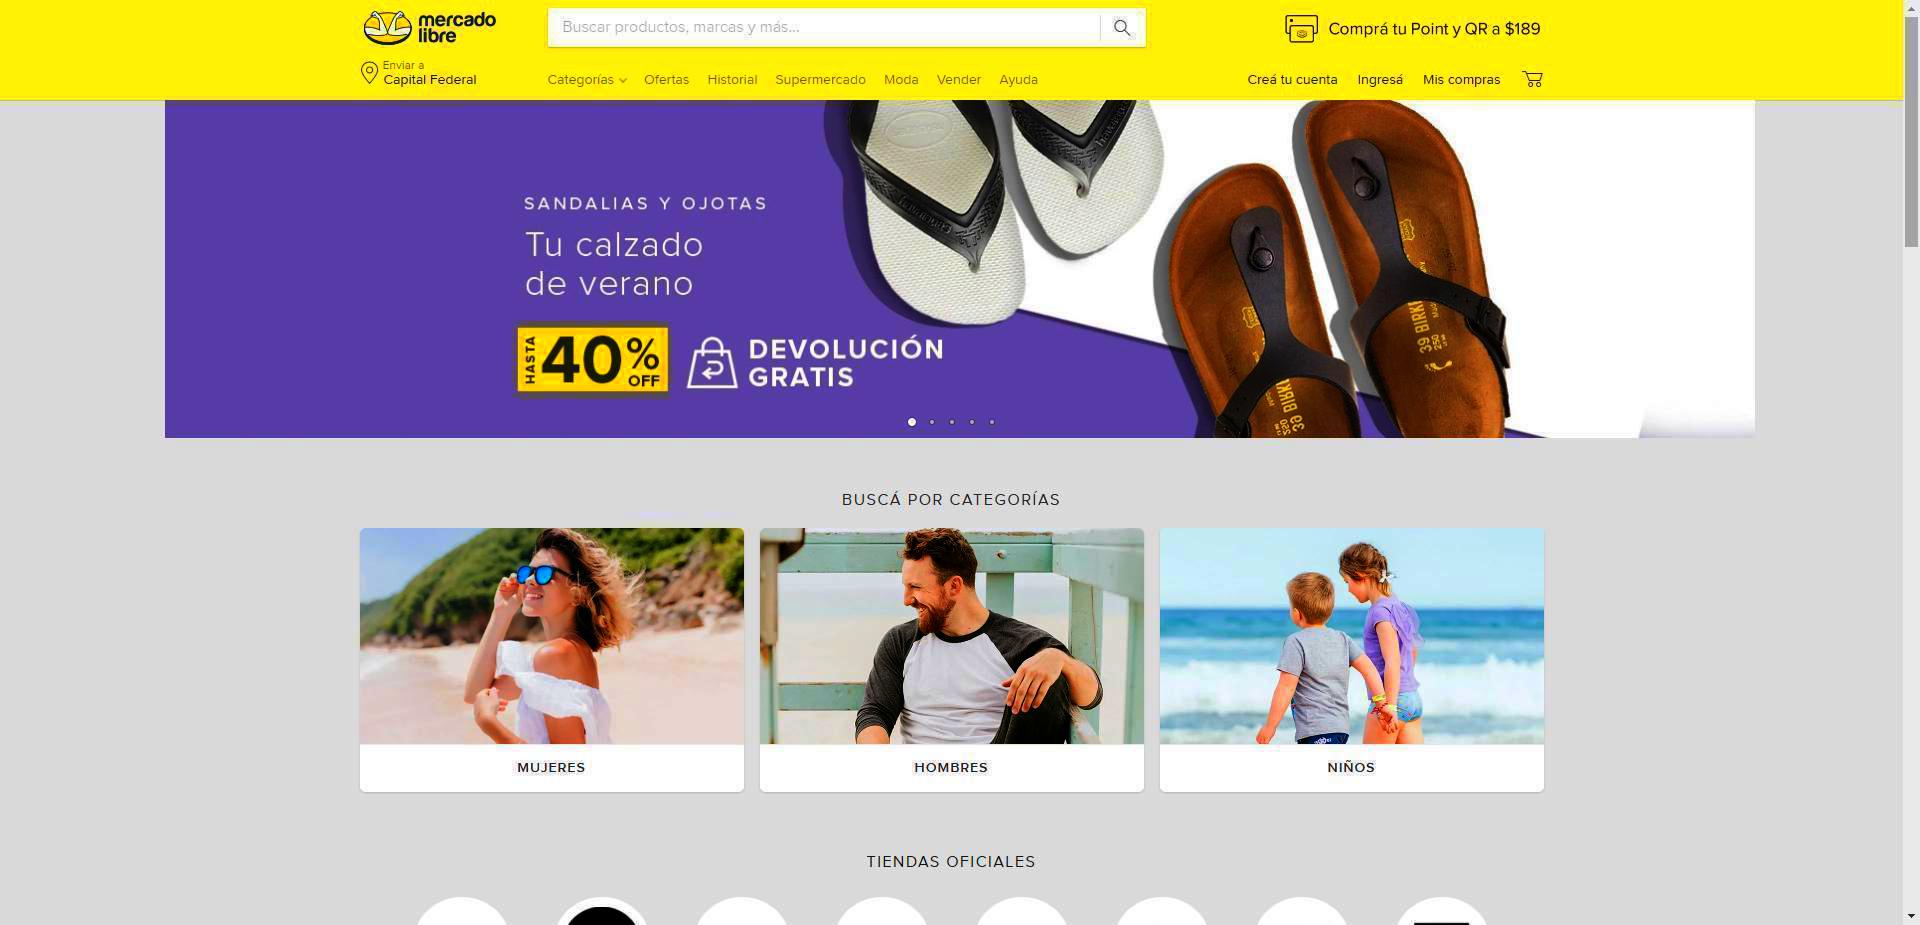 mercado
libre
Buscar productos, marcas y más...
Comprá tu Point y QR a $189
Enviar a
Capital Federal
Categorías Ofertas Historial Supermercado Moda Vender Ayuda
Creá tu cuenta Ingresá Mis compras
SANDALIAS Y OJOTAS
Tu calzado
de verano
HASTA 40% OFF
DEVOLUCIÓN
GRATIS
BUSCÁ POR CATEGORÍAS
MUJERES
HOMBRES
NIÑOS
TIENDAS OFICIALES